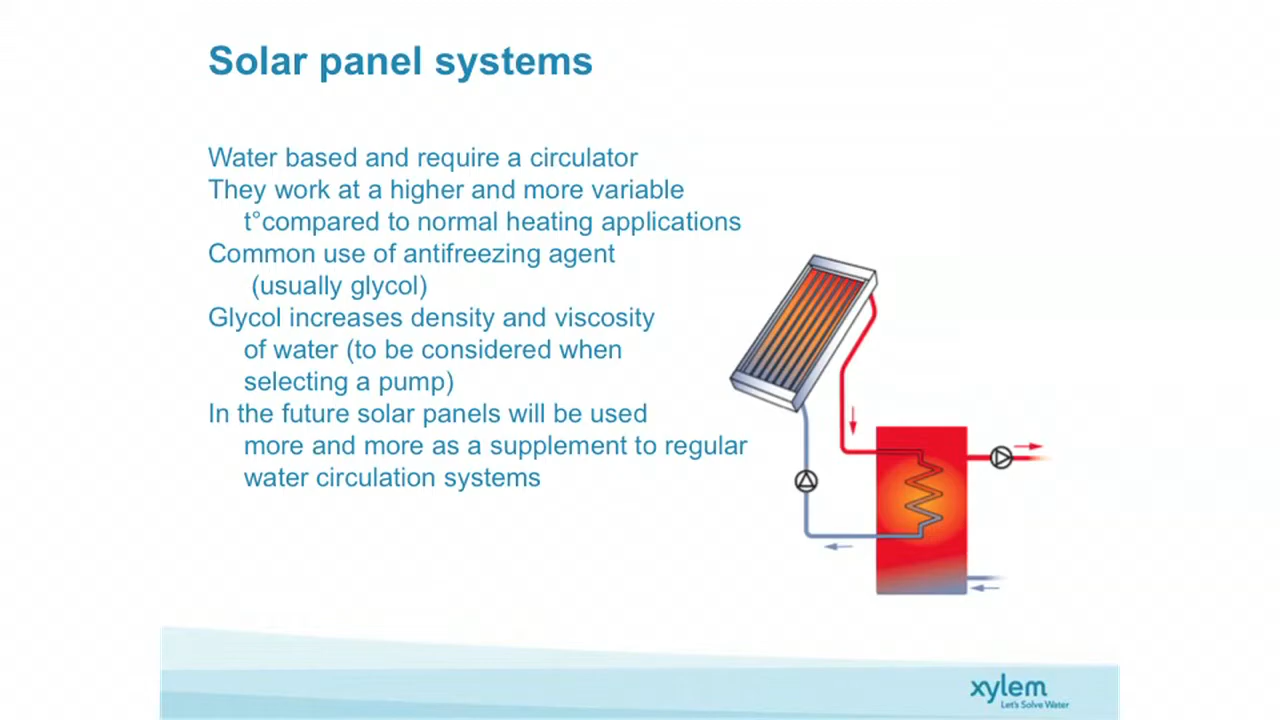 Solar panel systems
Water based and require a circulator
They work at a higher and more variable
t°compared to normal heating applications
Common use of antifreezing agent
(usually glycol)
Glycol increases density and viscosity
of water (to be considered when
selecting a pump)
In the future solar panels will be used
more and more as a supplement to regular
water circulation systems
xylem
Let's Solve Water